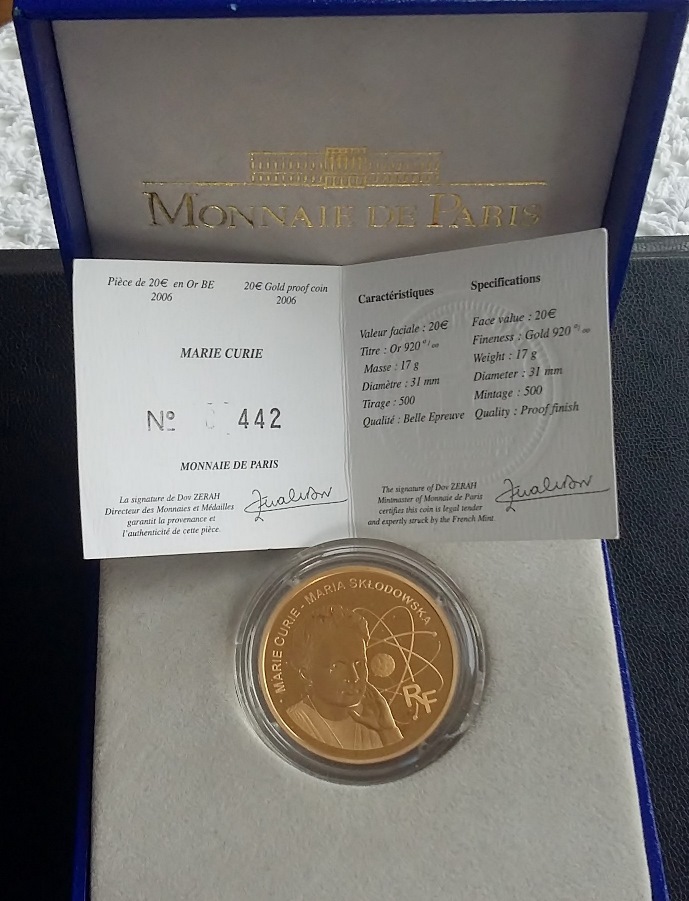 MONNAIE DE PARIS
Pièce de 20€ en Or BE
2006
20€ Gold proof coin
2006
MARIE CURIE
Nº 442
MONNAIE DE PARIS
La signature de Dov ZERAH
Directeur des Monnaies et Médailles
garantit la provenance et
l'authenticité de cette pièce.
Caractéristiques
Valeur faciale : 20€
Titre : Or 920 º/ºº
Masse : 17 g
Diamètre : 31 mm
Tirage : 500
Qualité : Belle Epreuve
Specifications
Face value : 20€
Fineness : Gold 920 º/ºº
Weight : 17 g
Diameter : 31 mm
Mintage : 500
Quality : Proof finish
The signature of Dov ZERAH
Mintmaster of Monnaie de Paris
certifies this coin is legal tender
and expertly struck by the French Mint.
MARIE CURIE - MARIA SKŁODOWSKA
RF